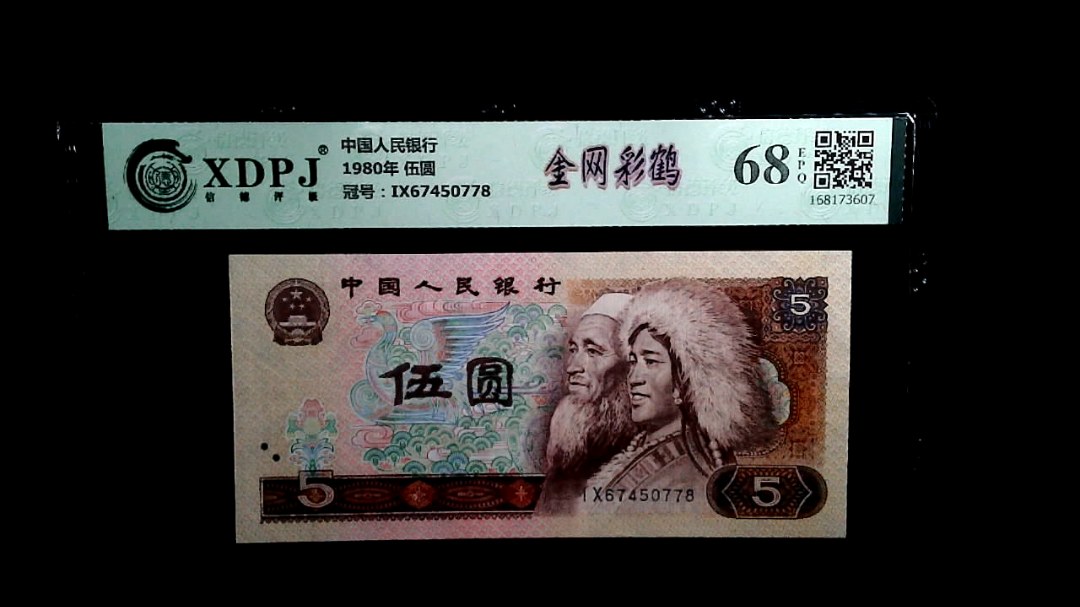 XDPJ®
信德评级
中国人民银行
1980年 伍圆
冠号：IX67450778
金网彩鹤
68
EPQ
168173607
中国人民银行
5
伍圆
5
IX67450778
5